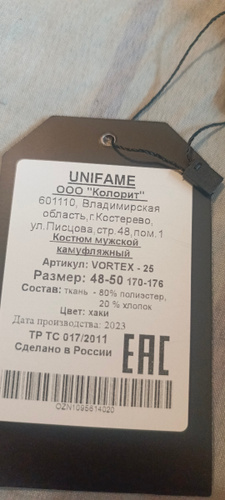 UNIFAME
ООО "Колорит"
601110, Владимирская
область,г.Костерево,
ул.Писцова,стр.48,пом.1
Костюм мужской
камуфляжный
Артикул: VORTEX - 25
Размер: 48-50 170-176
Состав: ткань - 80% полиэстер,
20 % хлопок
Цвет: хаки
Дата производства: 2023
ТР ТС 017/2011
Сделано в России
EAC
OZN1095814020